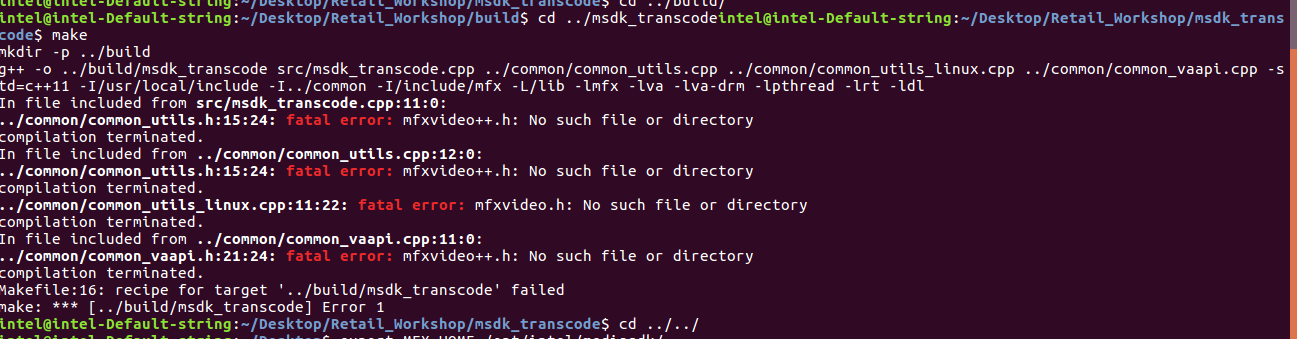 intel@intel-Default-string:~/Desktop/Retail_Workshop/msdk_transcode$ cd ../build/
intel@intel-Default-string:~/Desktop/Retail_Workshop/build$ cd ../msdk_transcodeintel@intel-Default-string:~/Desktop/Retail_Workshop/msdk_trans
code$ make
mkdir -p ../build
g++ -o ../build/msdk_transcode src/msdk_transcode.cpp ../common/common_utils.cpp ../common/common_utils_linux.cpp ../common/common_vaapi.cpp -s
td=c++11 -I/usr/local/include -I../common -I/include/mfx -L/lib -lmfx -lva -lva-drm -lpthread -lrt -ldl
In file included from src/msdk_transcode.cpp:11:0:
../common/common_utils.h:15:24: fatal error: mfxvideo++.h: No such file or directory
compilation terminated.
In file included from ../common/common_utils.cpp:12:0:
../common/common_utils.h:15:24: fatal error: mfxvideo++.h: No such file or directory
compilation terminated.
../common/common_utils_linux.cpp:11:22: fatal error: mfxvideo.h: No such file or directory
compilation terminated.
In file included from ../common/common_vaapi.cpp:11:0:
../common/common_vaapi.h:21:24: fatal error: mfxvideo++.h: No such file or directory
compilation terminated.
Makefile:16: recipe for target '../build/msdk_transcode' failed
make: *** [../build/msdk_transcode] Error 1
intel@intel-Default-string:~/Desktop/Retail_Workshop/msdk_transcode$ cd ../../
intel@intel-Default-string:~/Desktop$ export MFX_HOME=/opt/intel/mediasdk/